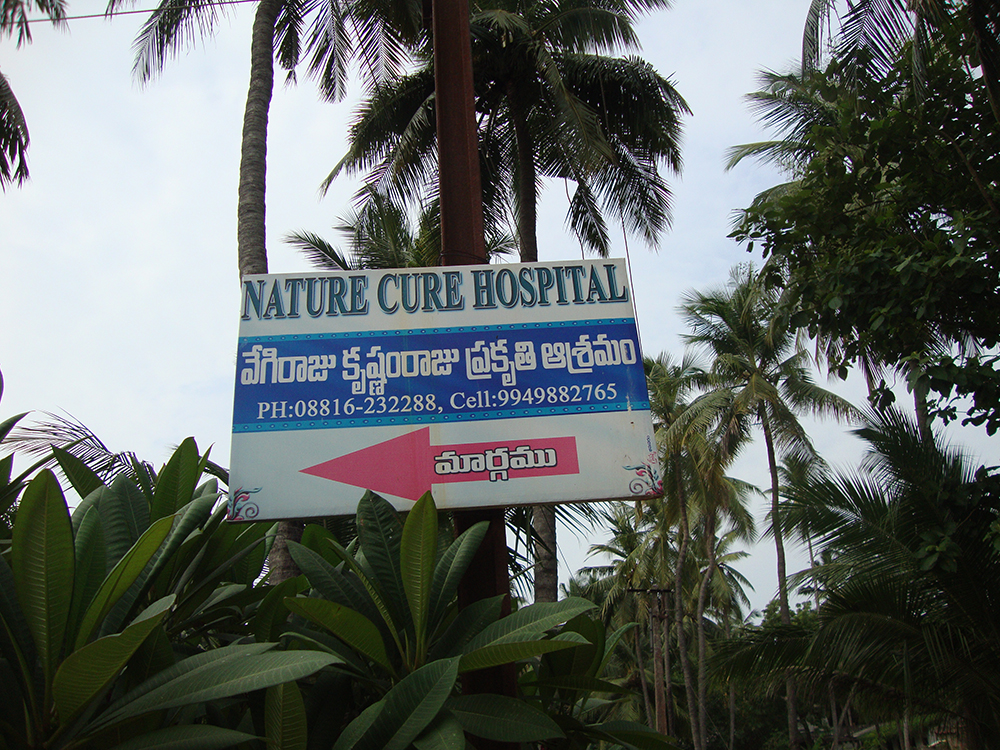 NATURE CURE HOSPITAL
వేగిరాజు కృష్ణంరాజు ప్రకృతి ఆశ్రమం
PH:08816-232288, Cell:9949882765
మార్గము